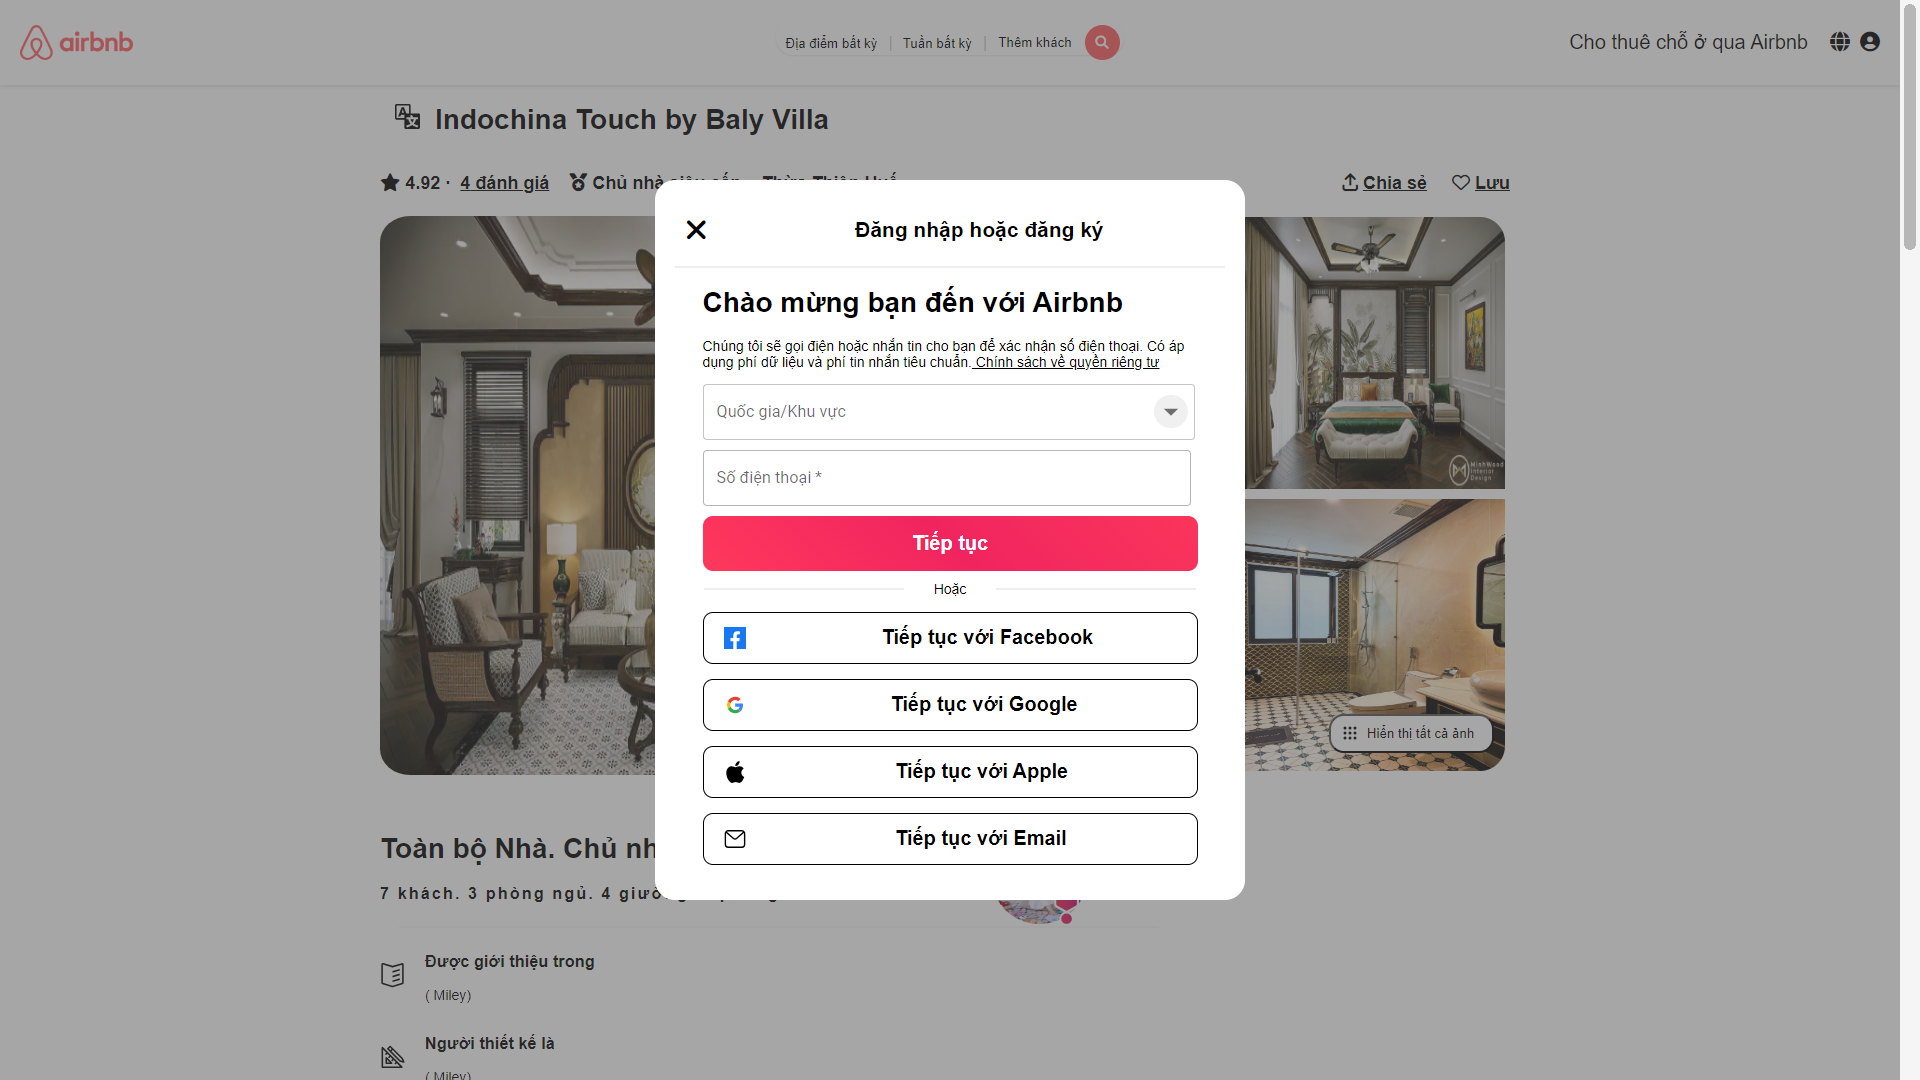 airbnb
Địa điểm bất kỳ
Tuần bất kỳ
Thêm khách
Cho thuê chỗ ở qua Airbnb
Indochina Touch by Baly Villa
4.92 · 4 đánh giá
Chủ nhà
Chia sẻ
Lưu
Đăng nhập hoặc đăng ký
Chào mừng bạn đến với Airbnb
Chúng tôi sẽ gọi điện hoặc nhắn tin cho bạn để xác nhận số điện thoại. Có áp
dụng phí dữ liệu và phí tin nhắn tiêu chuẩn. Chính sách về quyền riêng tư
Quốc gia/Khu vực
Số điện thoại *
Tiếp tục
Hoặc
Tiếp tục với Facebook
Tiếp tục với Google
Tiếp tục với Apple
Tiếp tục với Email
MinhWood
Interior
Design
Hiển thị tất cả ảnh
Toàn bộ Nhà. Chủ
7 khách. 3 phòng ngủ. 4
Được giới thiệu trong
( Miley)
Người thiết kế là
( Miley)